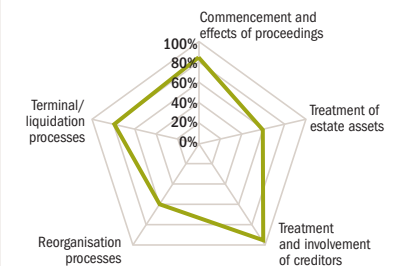 Commencement and
effects of proceedings
100%
80%
60%
40%
20%
0%
Treatment of
estate assets
Treatment
and involvement
of creditors
Reorganisation
processes
Terminal/
liquidation
processes